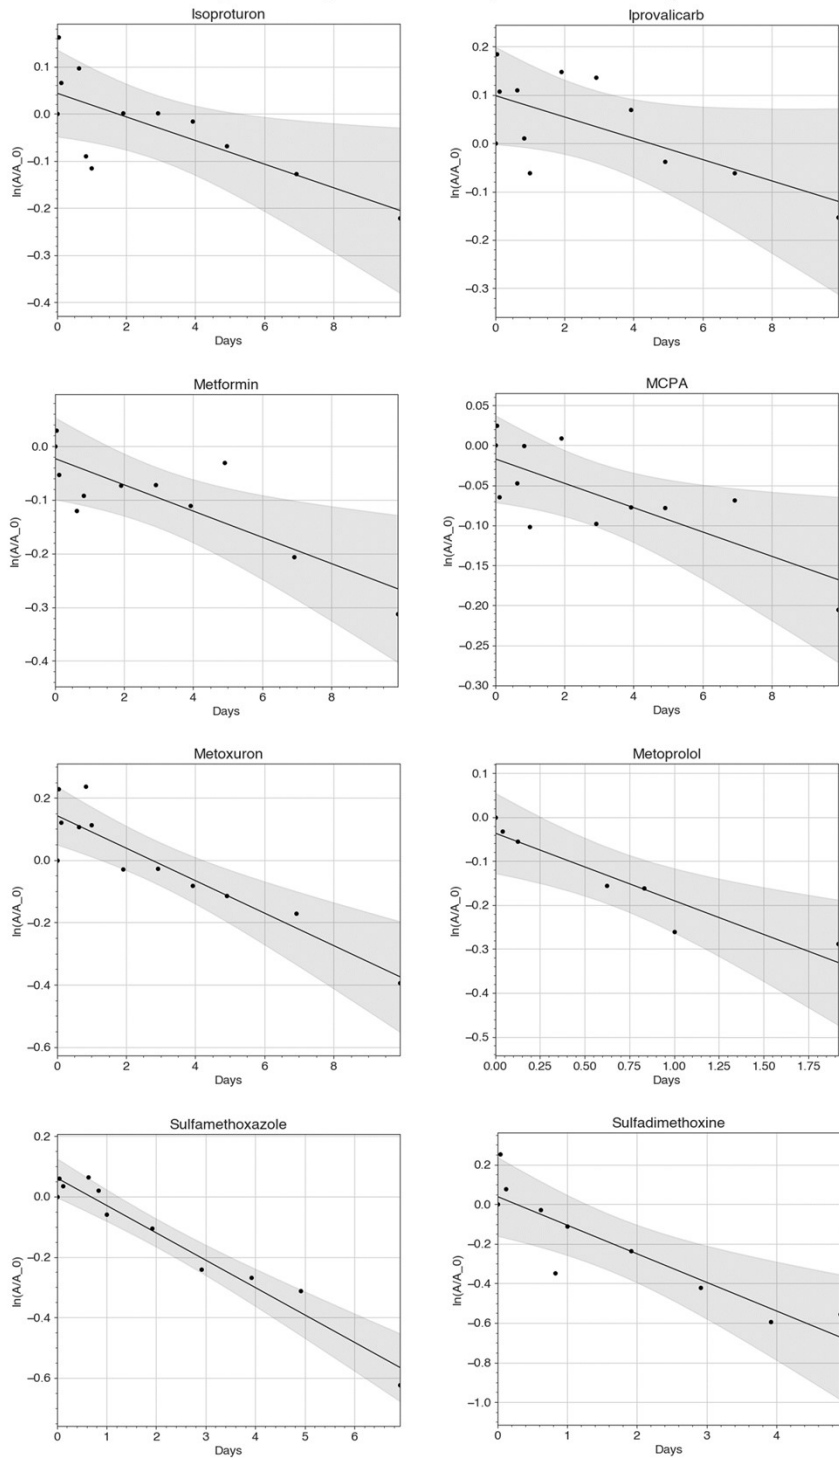 Isoproturon
0.1
0.0
−0.1
−0.2
−0.3
−0.4
ln(A/A_0)
0 2 4 6 8
Days
Iprovalicarb
0.2
0.1
0.0
−0.1
−0.2
−0.3
ln(A/A_0)
0 2 4 6 8
Days
Metformin
0.0
−0.1
−0.2
−0.3
−0.4
ln(A/A_0)
0 2 4 6 8
Days
MCPA
0.05
0.00
−0.05
−0.10
−0.15
−0.20
−0.25
−0.30
ln(A/A_0)
0 2 4 6 8
Days
Metoxuron
0.2
0.0
−0.2
−0.4
−0.6
ln(A/A_0)
0 2 4 6 8
Days
Metoprolol
0.1
0.0
−0.1
−0.2
−0.3
−0.4
−0.5
ln(A/A_0)
0.00 0.25 0.50 0.75 1.00 1.25 1.50 1.75
Days
Sulfamethoxazole
0.2
0.0
−0.2
−0.4
−0.6
ln(A/A_0)
0 1 2 3 4 5 6
Days
Sulfadimethoxine
0.2
0.0
−0.2
−0.4
−0.6
−0.8
−1.0
ln(A/A_0)
0 1 2 3 4
Days